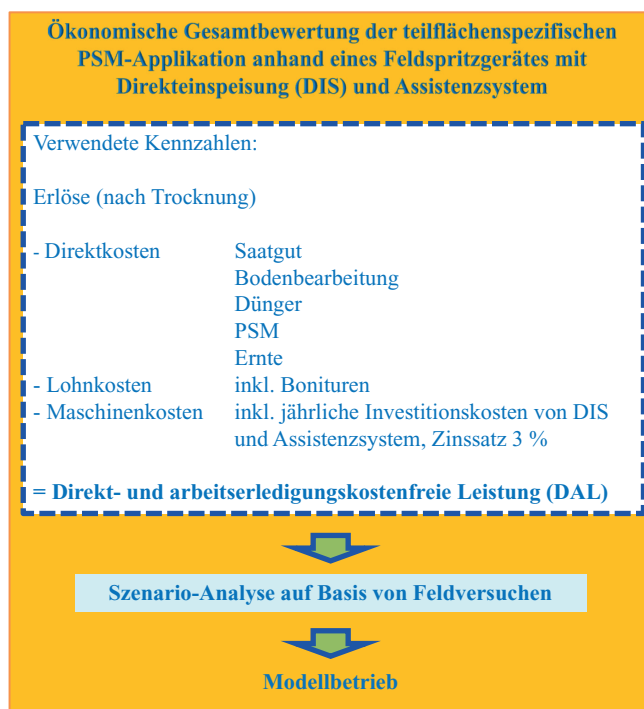 Ökonomische Gesamtbewertung der teilflächenspezifischen
PSM-Applikation anhand eines Feldspritzgerätes mit
Direkteinspeisung (DIS) und Assistenzsystem
Verwendete Kennzahlen:
Erlöse (nach Trocknung)
- Direktkosten Saatgut
Bodenbearbeitung
Dünger
PSM
Ernte
- Lohnkosten inkl. Bonituren
- Maschinenkosten inkl. jährliche Investitionskosten von DIS
und Assistenzsystem, Zinssatz 3 %
= Direkt- und arbeitserledigungskostenfreie Leistung (DAL)
Szenario-Analyse auf Basis von Feldversuchen
Modellbetrieb